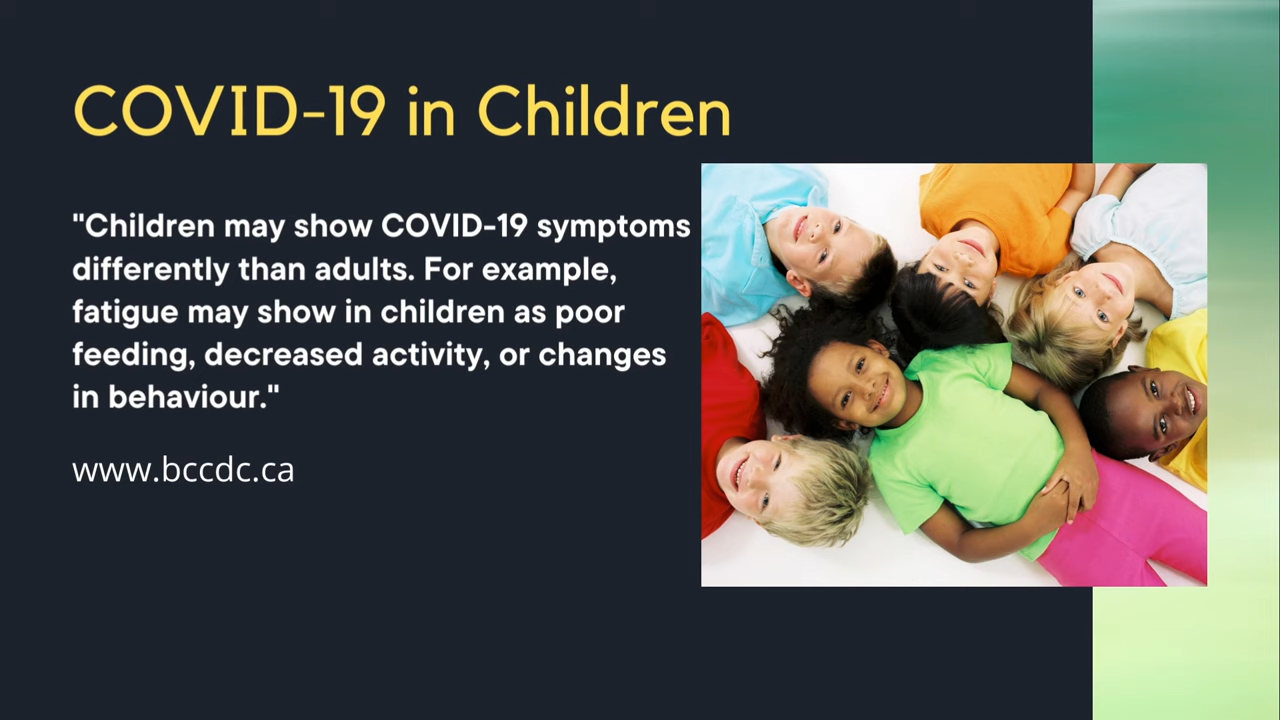 COVID-19 in Children
"Children may show COVID-19 symptoms
differently than adults. For example,
fatigue may show in children as poor
feeding, decreased activity, or changes
in behaviour."
www.bccdc.ca